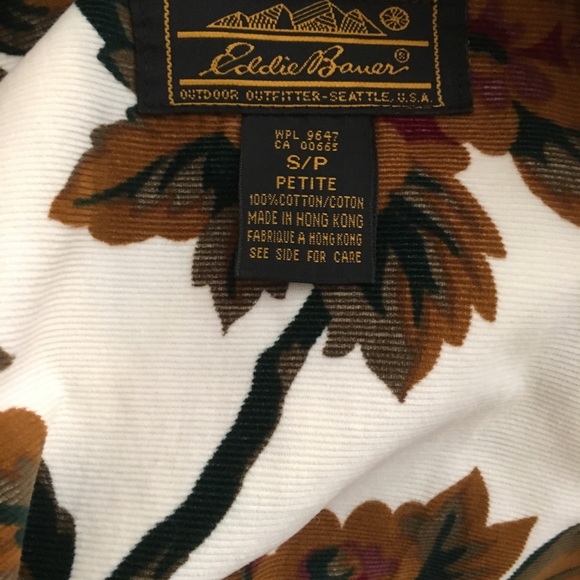 Eddie Bauer®
OUTDOOR OUTFITTER-SEATTLE, U.S.A.
WPL 9647
CA 00665
S/P
PETITE
100% COTTON/COTON
MADE IN HONG KONG
FABRIQUE A HONG KONG
SEE SIDE FOR CARE